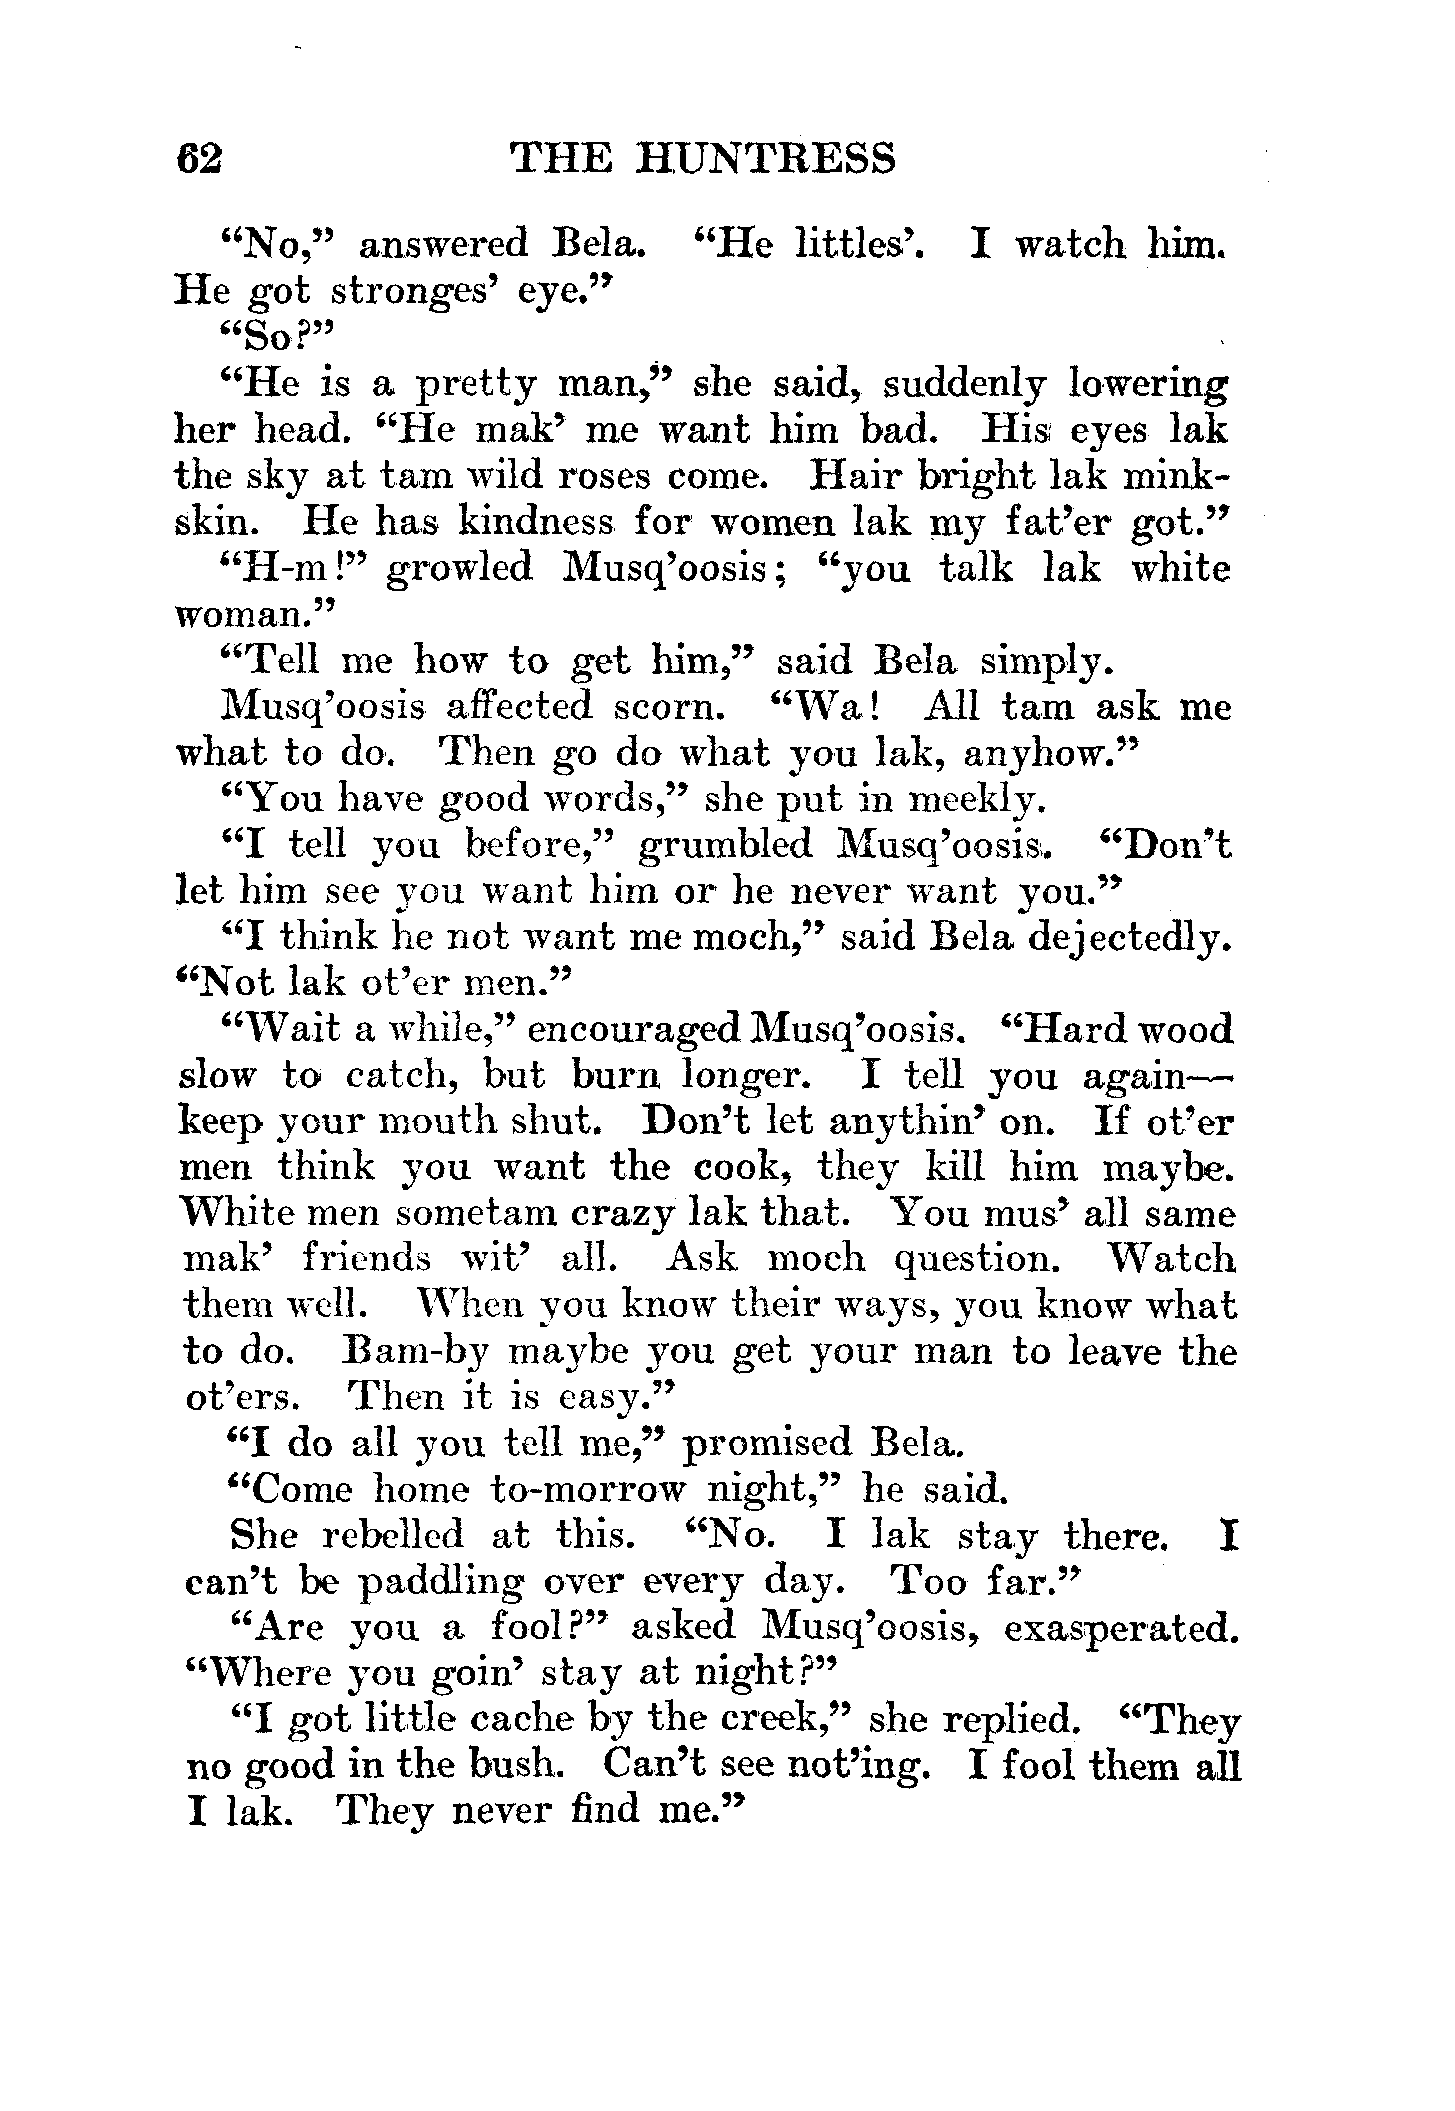 62 THE HUNTRESS
“No,” answered Bela. “He littles’. I watch him.
He got stronges’ eye.”
“So?”
“He is a pretty man,” she said, suddenly lowering
her head. “He mak’ me want him bad. His eyes lak
the sky at tam wild roses come. Hair bright lak mink-
skin. He has kindness for women lak my fat’er got.”
“H-m!” growled Musq’oosis; “you talk lak white
woman.”
“Tell me how to get him,” said Bela simply.
Musq’oosis affected scorn. “Wa! All tam ask me
what to do. Then go do what you lak, anyhow.”
“You have good words,” she put in meekly.
“I tell you before,” grumbled Musq’oosis. “Don’t
let him see you want him or he never want you.”
“I think he not want me moch,” said Bela dejectedly.
“Not lak ot’er men.”
“Wait a while,” encouraged Musq’oosis. “Hard wood
slow to catch, but burn longer. I tell you again—
keep your mouth shut. Don’t let anythin’ on. If ot’er
men think you want the cook, they kill him maybe.
White men sometam crazy lak that. You mus’ all same
mak’ friends wit’ all. Ask moch question. Watch
them well. When you know their ways, you know what
to do. Bam-by maybe you get your man to leave the
ot’ers. Then it is easy.”
“I do all you tell me,” promised Bela.
“Come home to-morrow night,” he said.
She rebelled at this. “No. I lak stay there. I
can’t be paddling over every day. Too far.”
“Are you a fool?” asked Musq’oosis, exasperated.
“Where you goin’ stay at night?”
“I got little cache by the creek,” she replied. “They
no good in the bush. Can’t see not’ing. I fool them all
I lak. They never find me.”